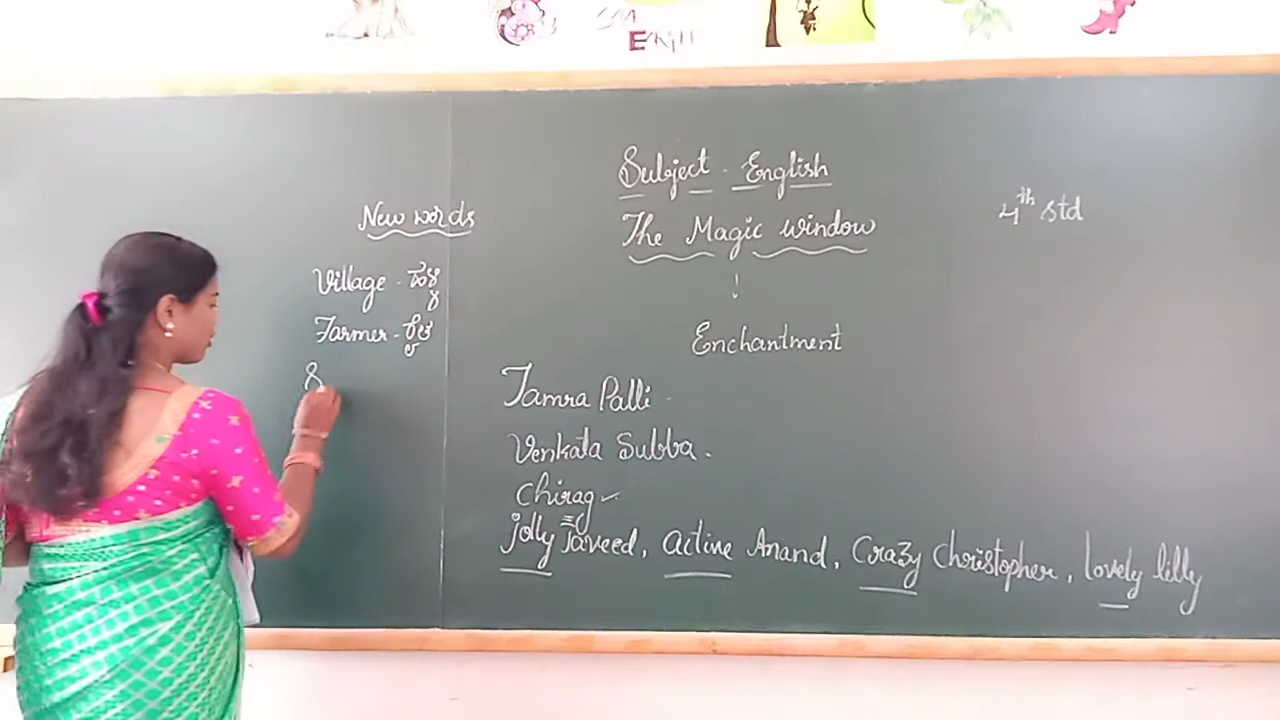 Subject - English
4th std
The Magic window
Enchantment
New words
Village - ಹಳ್ಳಿ
Farmer - ರೈತ
S
Tamra Palli
Venkata Subba.
Chirag
jolly javeed, active Anand, Crazy Christopher, lovely lilly